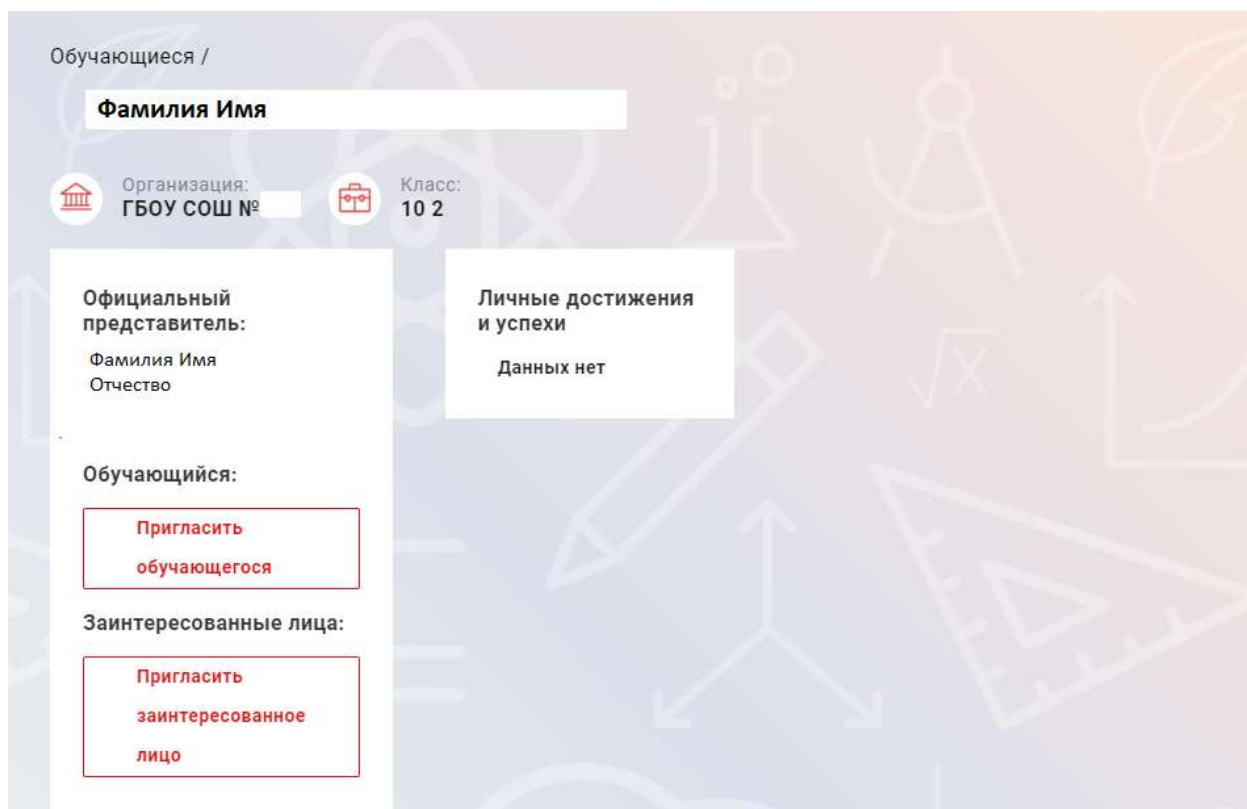 Обучающиеся /
Фамилия Имя
Организация:
ГБОУ СОШ №
Класс:
10 2
Официальный
представитель:
Фамилия Имя
Отчество
Обучающийся:
Пригласить
обучающегося
Заинтересованные лица:
Пригласить
заинтересованное
лицо
Личные достижения
и успехи
Данных нет